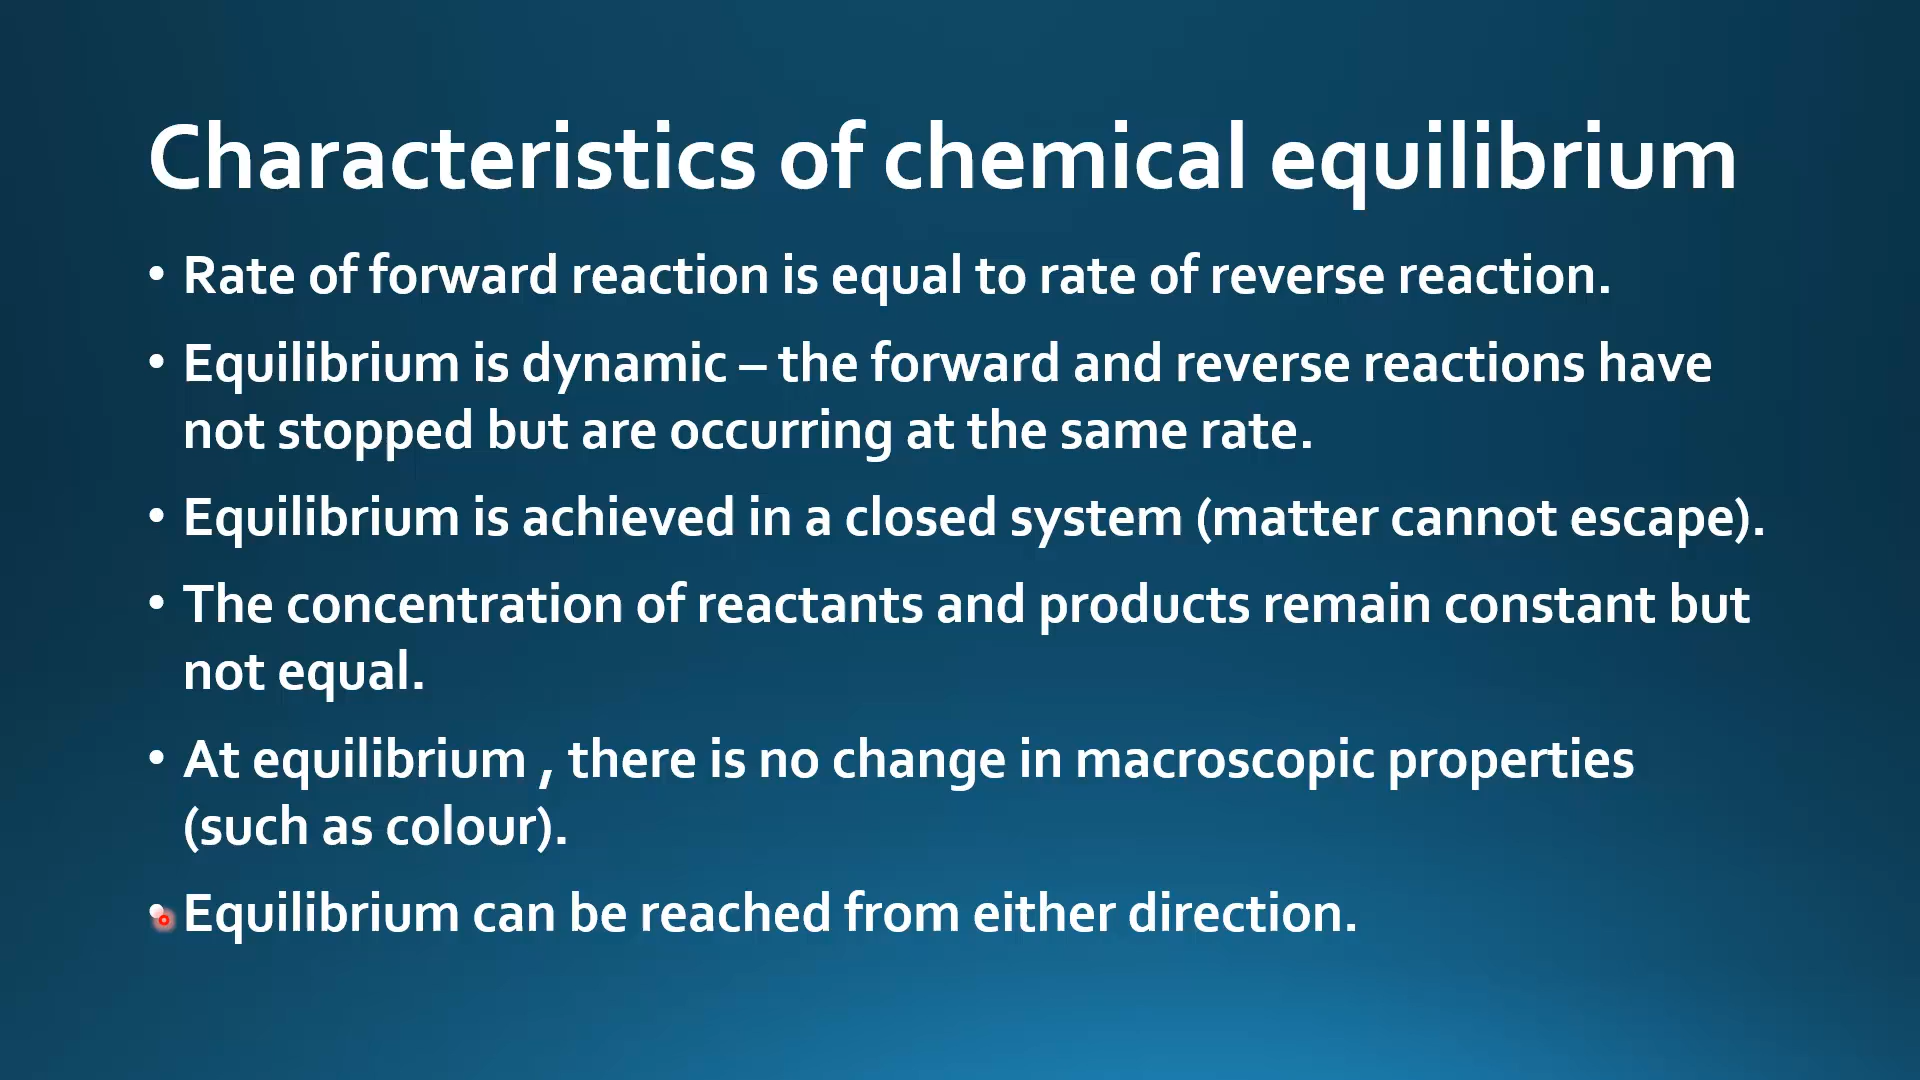 Characteristics of chemical equilibrium
• Rate of forward reaction is equal to rate of reverse reaction.
• Equilibrium is dynamic – the forward and reverse reactions have
not stopped but are occurring at the same rate.
• Equilibrium is achieved in a closed system (matter cannot escape).
• The concentration of reactants and products remain constant but
not equal.
• At equilibrium , there is no change in macroscopic properties
(such as colour).
• Equilibrium can be reached from either direction.